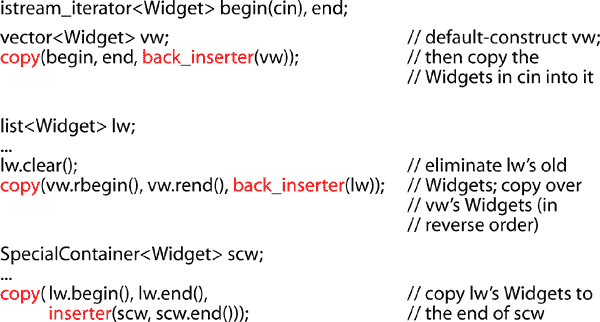 istream_iterator<Widget> begin(cin), end;
vector<Widget> vw; // default-construct vw;
copy(begin, end, back_inserter(vw)); // then copy the
// Widgets in cin into it
list<Widget> lw;
...
lw.clear(); // eliminate lw’s old
copy(vw.rbegin(), vw.rend(), back_inserter(lw)); // Widgets; copy over
// vw’s Widgets (in
// reverse order)
SpecialContainer<Widget> scw;
...
copy( lw.begin(), lw.end(), // copy lw’s Widgets to
inserter(scw, scw.end())); // the end of scw